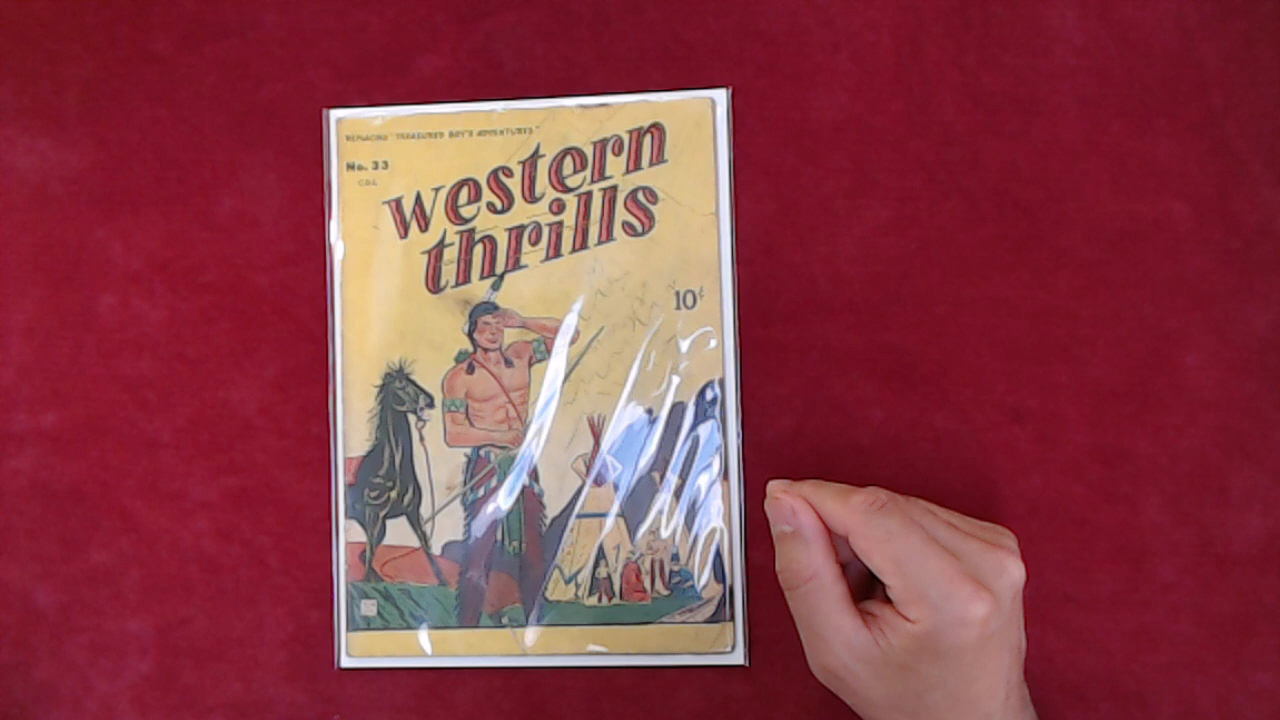 REPLACING "TREASURED BOY'S ADVENTURES"
No. 33
C.D.L.
western
thrills
10¢